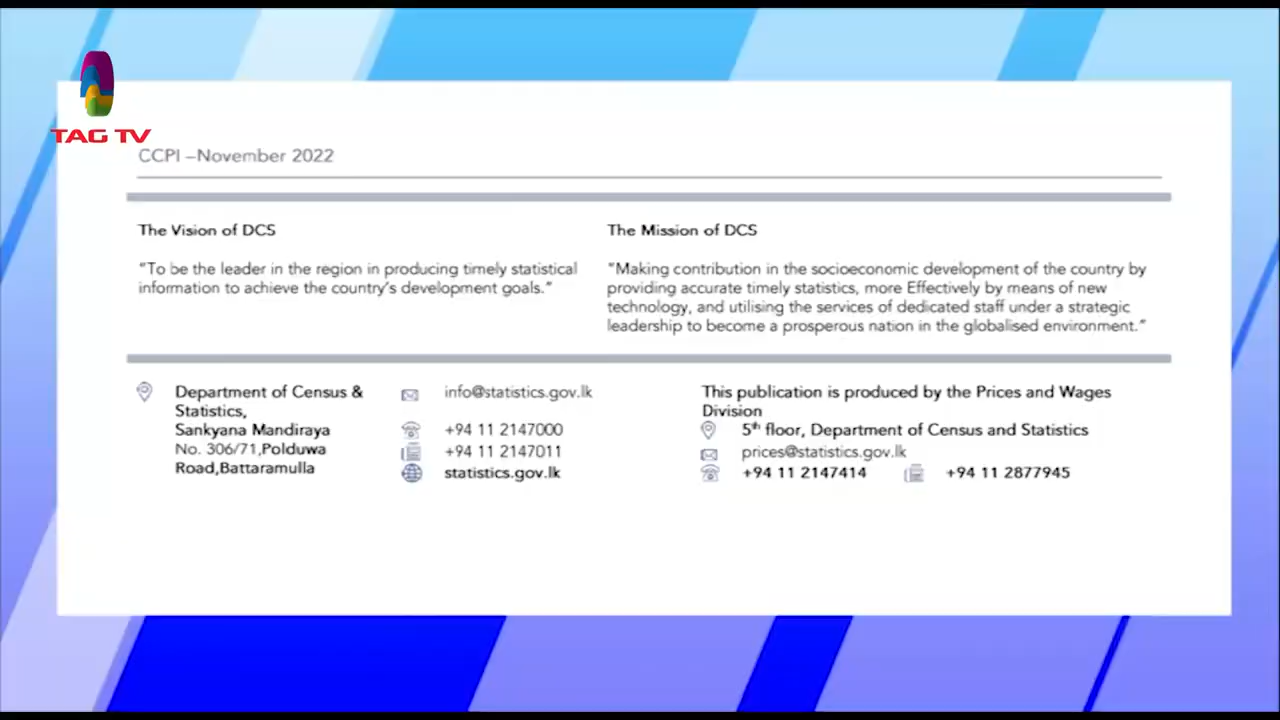 TAG TV
CCPI –November 2022
The Vision of DCS
"To be the leader in the region in producing timely statistical
information to achieve the country's development goals."
The Mission of DCS
"Making contribution in the socioeconomic development of the country by
providing accurate timely statistics, more Effectively by means of new
technology, and utilising the services of dedicated staff under a strategic
leadership to become a prosperous nation in the globalised environment."
Department of Census &
Statistics,
Sankyana Mandiraya
No. 306/71,Polduwa
Road,Battaramulla
info@statistics.gov.lk
+94 11 2147000
+94 11 2147011
statistics.gov.lk
This publication is produced by the Prices and Wages
Division
5th floor, Department of Census and Statistics
prices@statistics.gov.lk
+94 11 2147414 +94 11 2877945